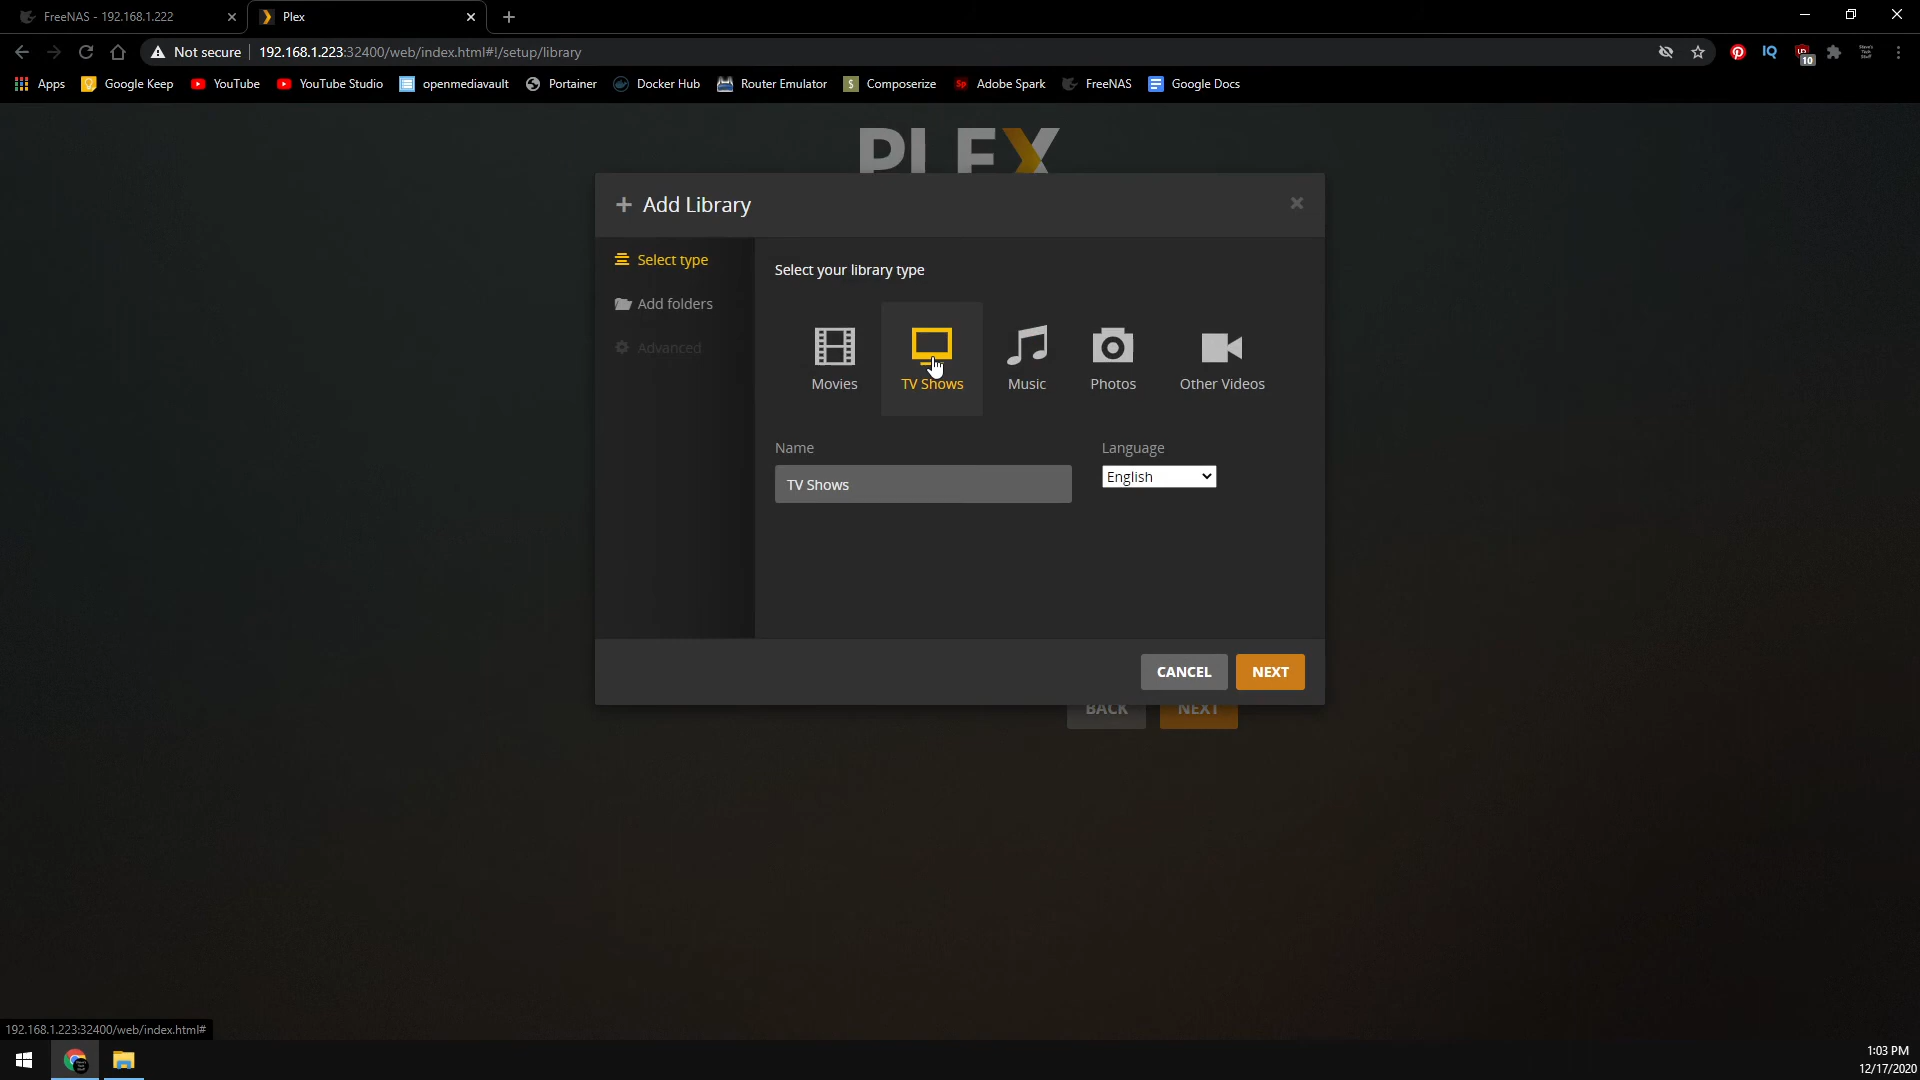 FreeNAS - 192.168.1.222
Plex
Not secure
192.168.1.223:32400/web/index.html#!/setup/library
10
Apps
Google Keep
YouTube
YouTube Studio
openmediavault
Portainer
Docker Hub
Router Emulator
Composerize
Adobe Spark
FreeNAS
Google Docs
PLEX
Add Library
Select type
Add folders
Advanced
Select your library type
Movies
TV Shows
Music
Photos
Other Videos
Name
Language
TV Shows
English
CANCEL
NEXT
BACK
NEXT
192.168.1.223:32400/web/index.html#
1:03 PM
12/17/2020